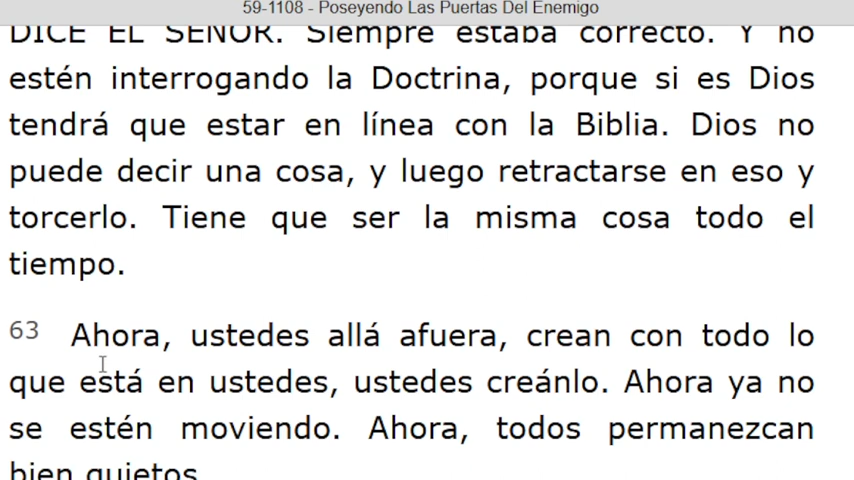 59-1108 - Poseyendo Las Puertas Del Enemigo
DICE EL SEÑOR. Siempre estaba correcto. Y no
estén interrogando la Doctrina, porque si es Dios
tendrá que estar en línea con la Biblia. Dios no
puede decir una cosa, y luego retractarse en eso y
torcerlo. Tiene que ser la misma cosa todo el
tiempo.
63 Ahora, ustedes allá afuera, crean con todo lo
que está en ustedes, ustedes creánlo. Ahora ya no
se estén moviendo. Ahora, todos permanezcan
bien quietos.